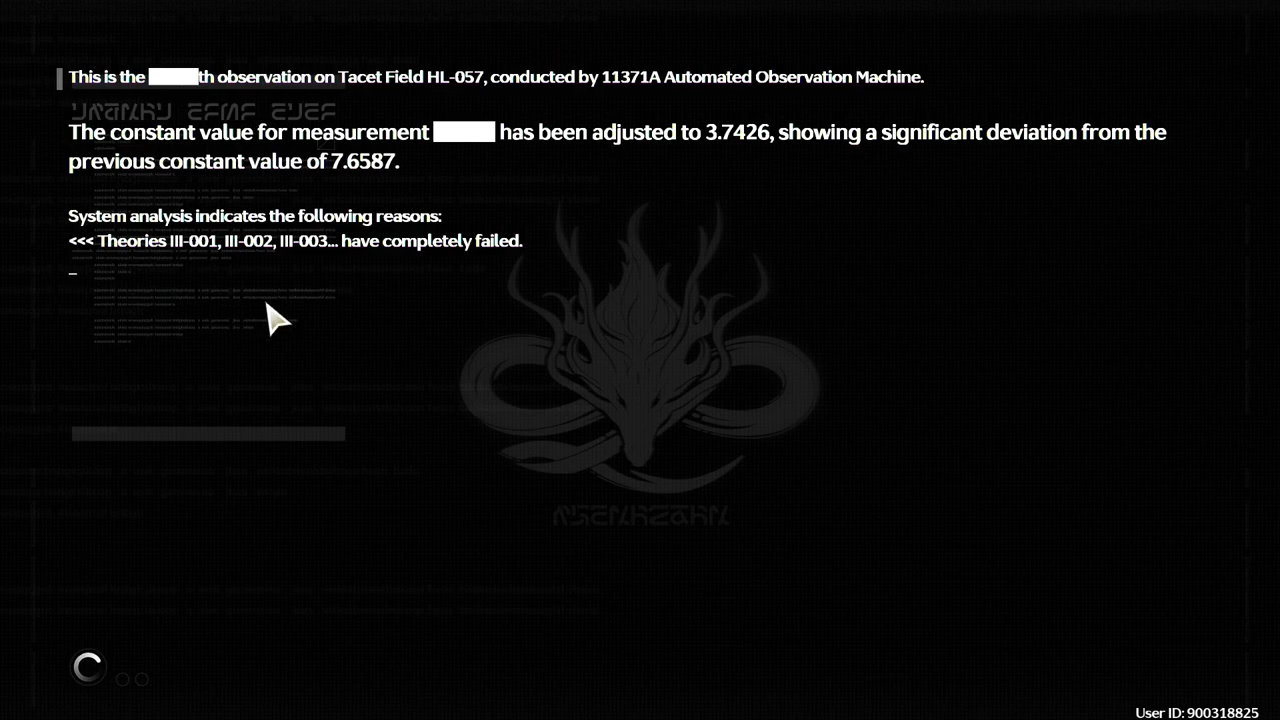 This is the th observation on Tacet Field HL-057, conducted by 11371A Automated Observation Machine.
The constant value for measurement has been adjusted to 3.7426, showing a significant deviation from the
previous constant value of 7.6587.
System analysis indicates the following reasons:
<<< Theories III-001, III-002, III-003... have completely failed.
_
User ID: 900318825